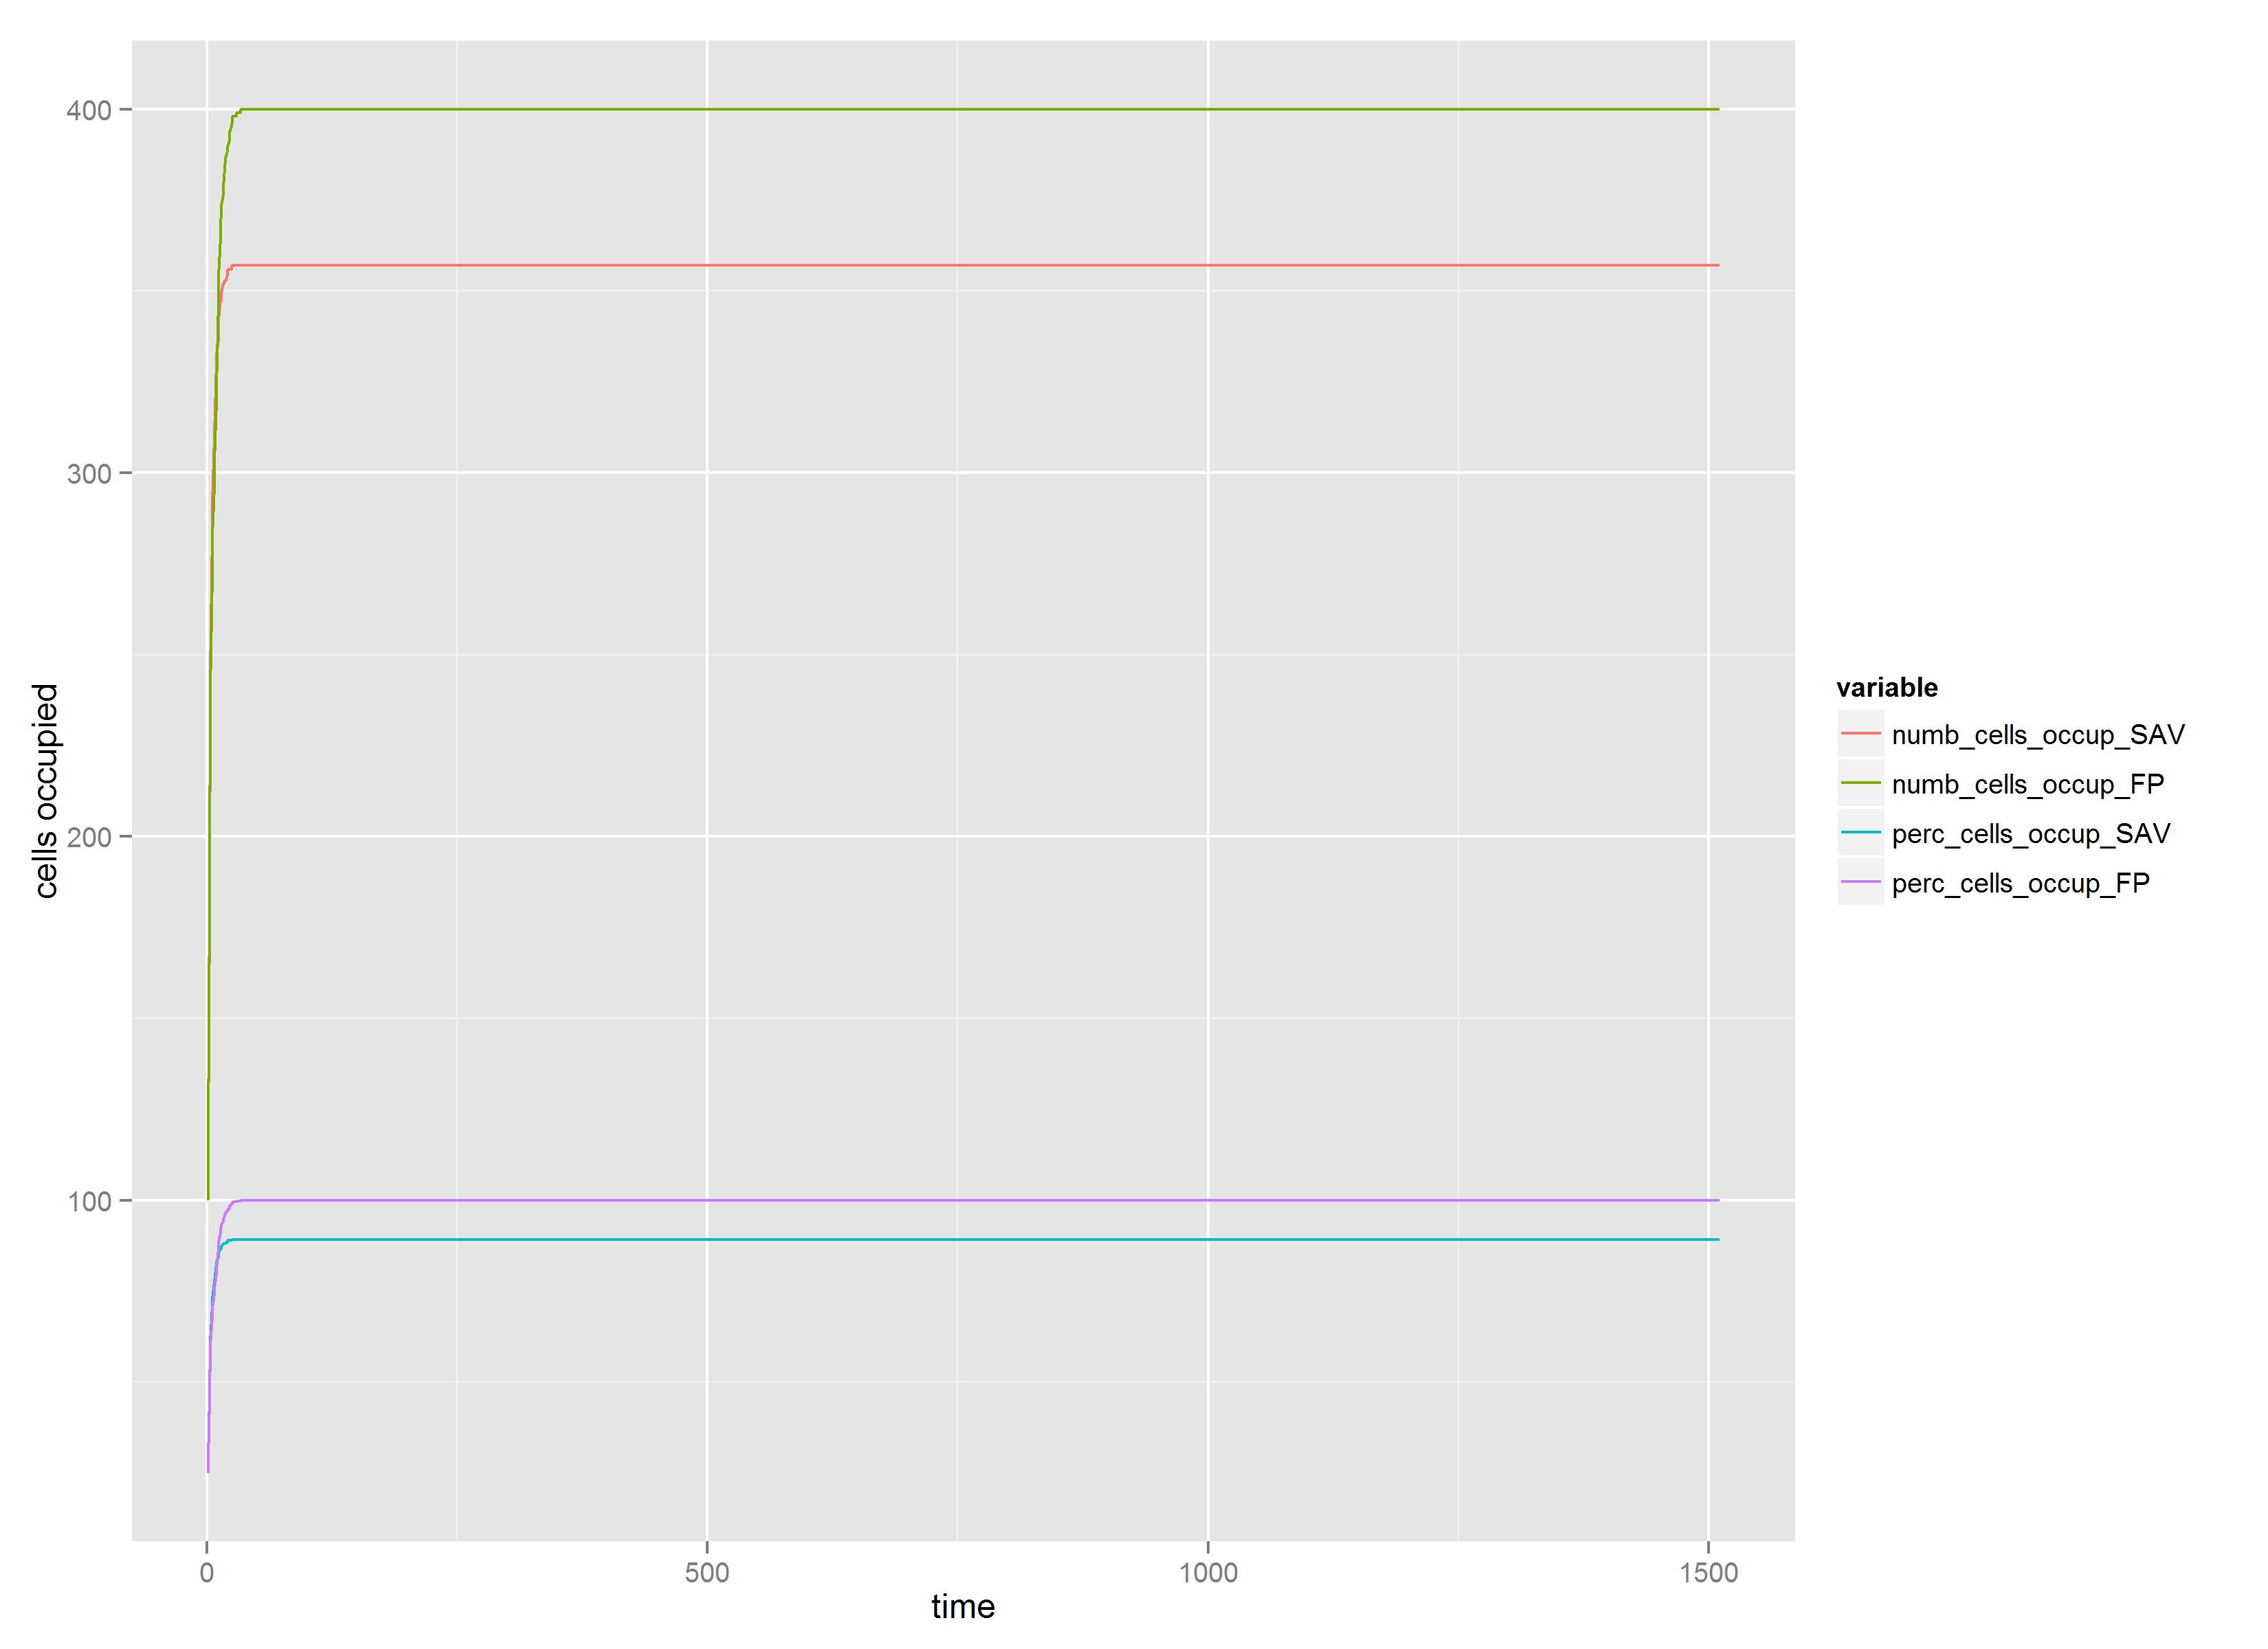 400
300
200
100
cells occupied
0 500 1000 1500
time
variable
numb_cells_occup_SAV
numb_cells_occup_FP
perc_cells_occup_SAV
perc_cells_occup_FP